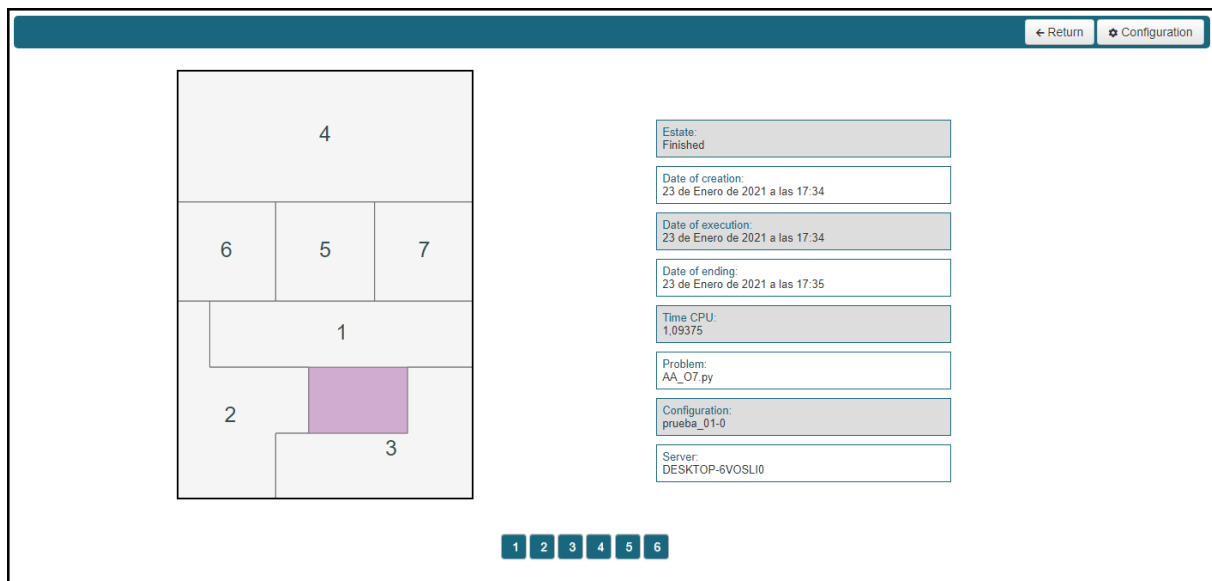 Return
Configuration
4
6 5 7
1
2
3
Estate:
Finished
Date of creation:
23 de Enero de 2021 a las 17:34
Date of execution:
23 de Enero de 2021 a las 17:34
Date of ending:
23 de Enero de 2021 a las 17:35
Time CPU:
1,09375
Problem:
AA_O7.py
Configuration:
prueba_01-0
Server:
DESKTOP-6VOSLI0
1 2 3 4 5 6